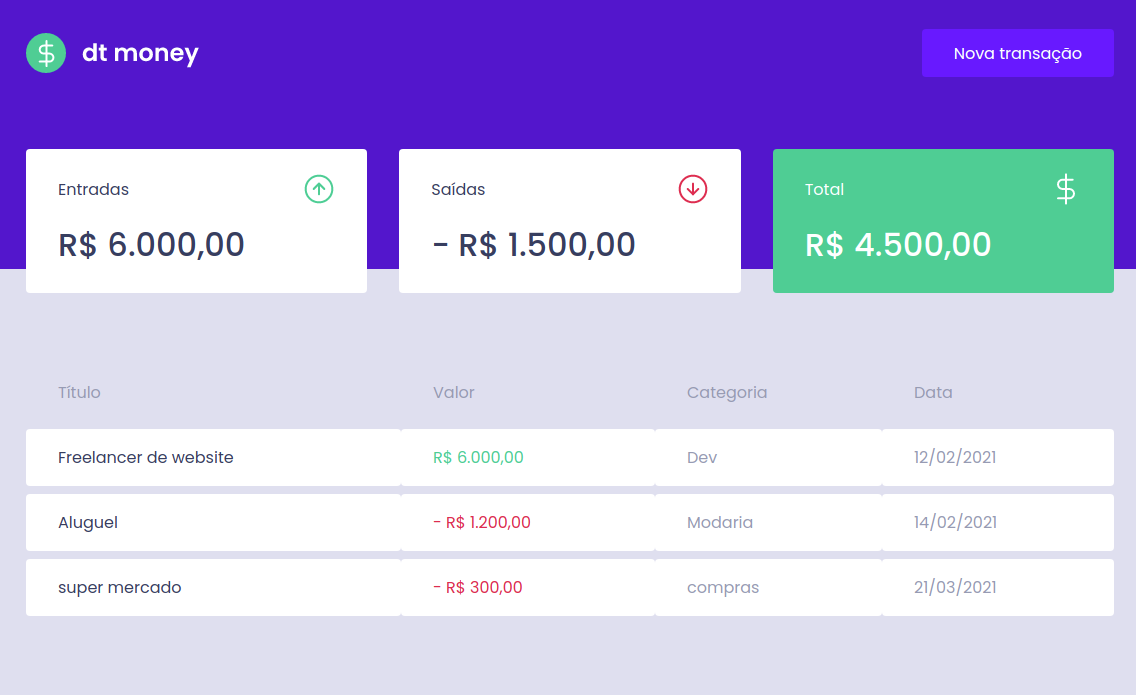 dt money
Nova transação
Entradas
Saídas
Total
R$ 6.000,00
- R$ 1.500,00
R$ 4.500,00
Título Valor Categoria Data
Freelancer de website R$ 6.000,00 Dev 12/02/2021
Aluguel - R$ 1.200,00 Modaria 14/02/2021
super mercado - R$ 300,00 compras 21/03/2021